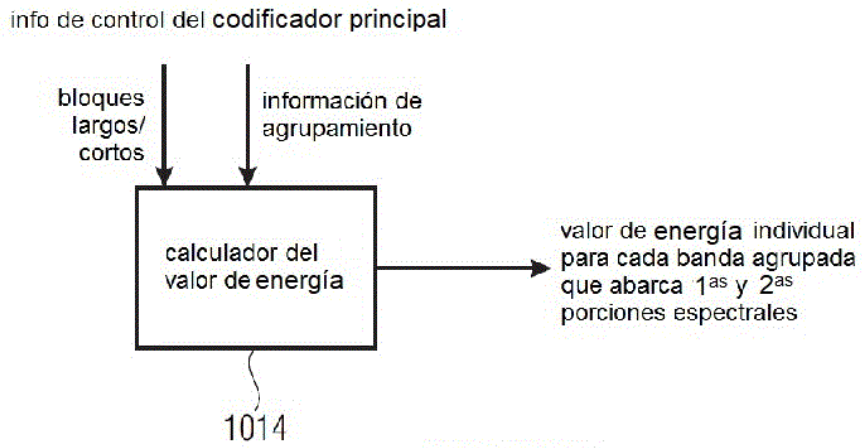 info de control del codificador principal
bloques
largos/
cortos
información de
agrupamiento
calculador del
valor de energía
valor de energía individual
para cada banda agrupada
que abarca 1as y 2as
porciones espectrales
1014